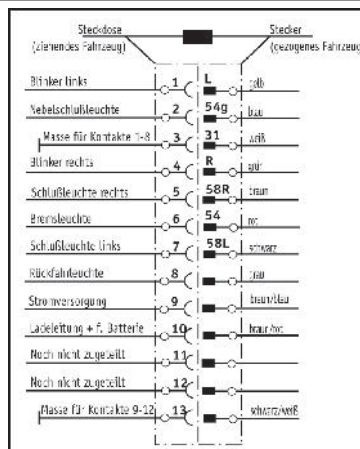 Steckdose Stecker
(ziehendes Fahrzeug) (gezogenes Fahrzeug
Blinker links 1 L gelb
Nebelschlußleuchte 2 54g blau
Masse für Kontakte 1-8 3 31 weiß
Blinker rechts 4 R grün
Schlußleuchte rechts 5 58R braun
Bremsleuchte 6 54 rot
Schlußleuchte links 7 58L schwarz
Rückfahrleuchte 8 grau
Stromversorgung 9 braun/blau
Ladeleitung + f. Batterie 10 braun/rot
Noch nicht zugeteilt 11
Noch nicht zugeteilt 12
Masse für Kontakte 9-12 13 schwarz/weiß